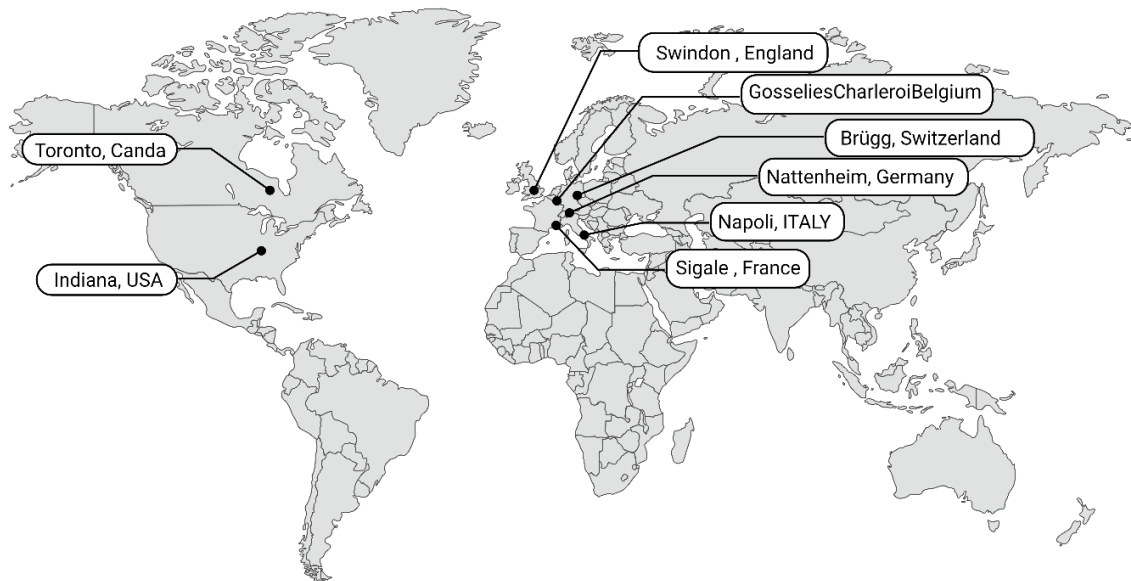 Swindon , England
GosseliesCharleroiBelgium
Brügg, Switzerland
Toronto, Canda
Nattenheim, Germany
Napoli, ITALY
Sigale , France
Indiana, USA